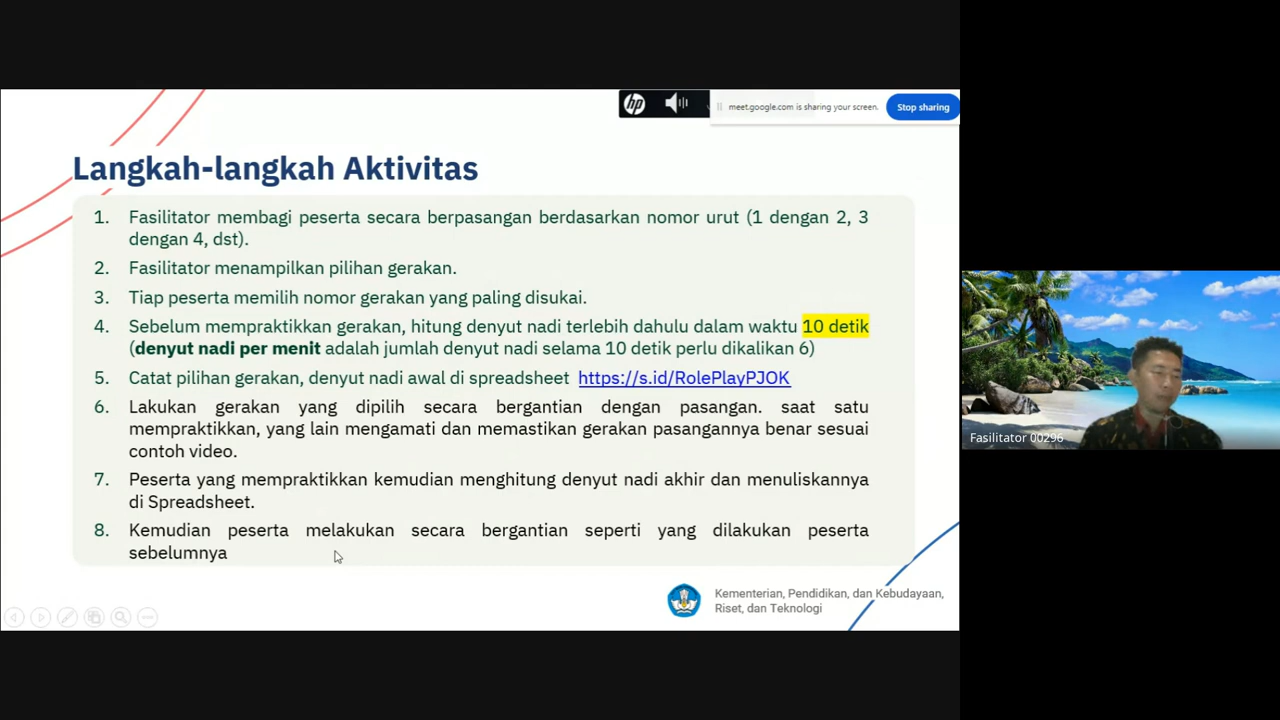 hp
meet.google.com is sharing your screen.
Stop sharing
Langkah-langkah Aktivitas
1. Fasilitator membagi peserta secara berpasangan berdasarkan nomor urut (1 dengan 2, 3
dengan 4, dst).
2. Fasilitator menampilkan pilihan gerakan.
3. Tiap peserta memilih nomor gerakan yang paling disukai.
4. Sebelum mempraktikkan gerakan, hitung denyut nadi terlebih dahulu dalam waktu 10 detik
(denyut nadi per menit adalah jumlah denyut nadi selama 10 detik perlu dikalikan 6)
5. Catat pilihan gerakan, denyut nadi awal di spreadsheet https://s.id/RolePlayPJOK
6. Lakukan gerakan yang dipilih secara bergantian dengan pasangan. saat satu
mempraktikkan, yang lain mengamati dan memastikan gerakan pasangannya benar sesuai
contoh video.
7. Peserta yang mempraktikkan kemudian menghitung denyut nadi akhir dan menuliskannya
di Spreadsheet.
8. Kemudian peserta melakukan secara bergantian seperti yang dilakukan peserta
sebelumnya
Kementerian, Pendidikan, dan Kebudayaan,
Riset, dan Teknologi
Fasilitator 00296